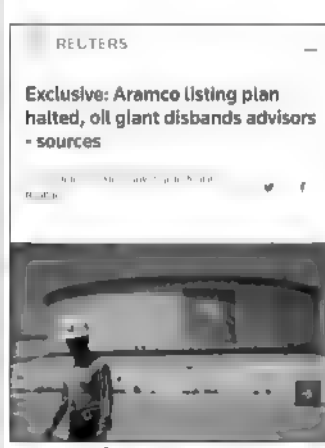 REUTERS
Exclusive: Aramco listing plan
halted, oil giant disbands advisors
- sources